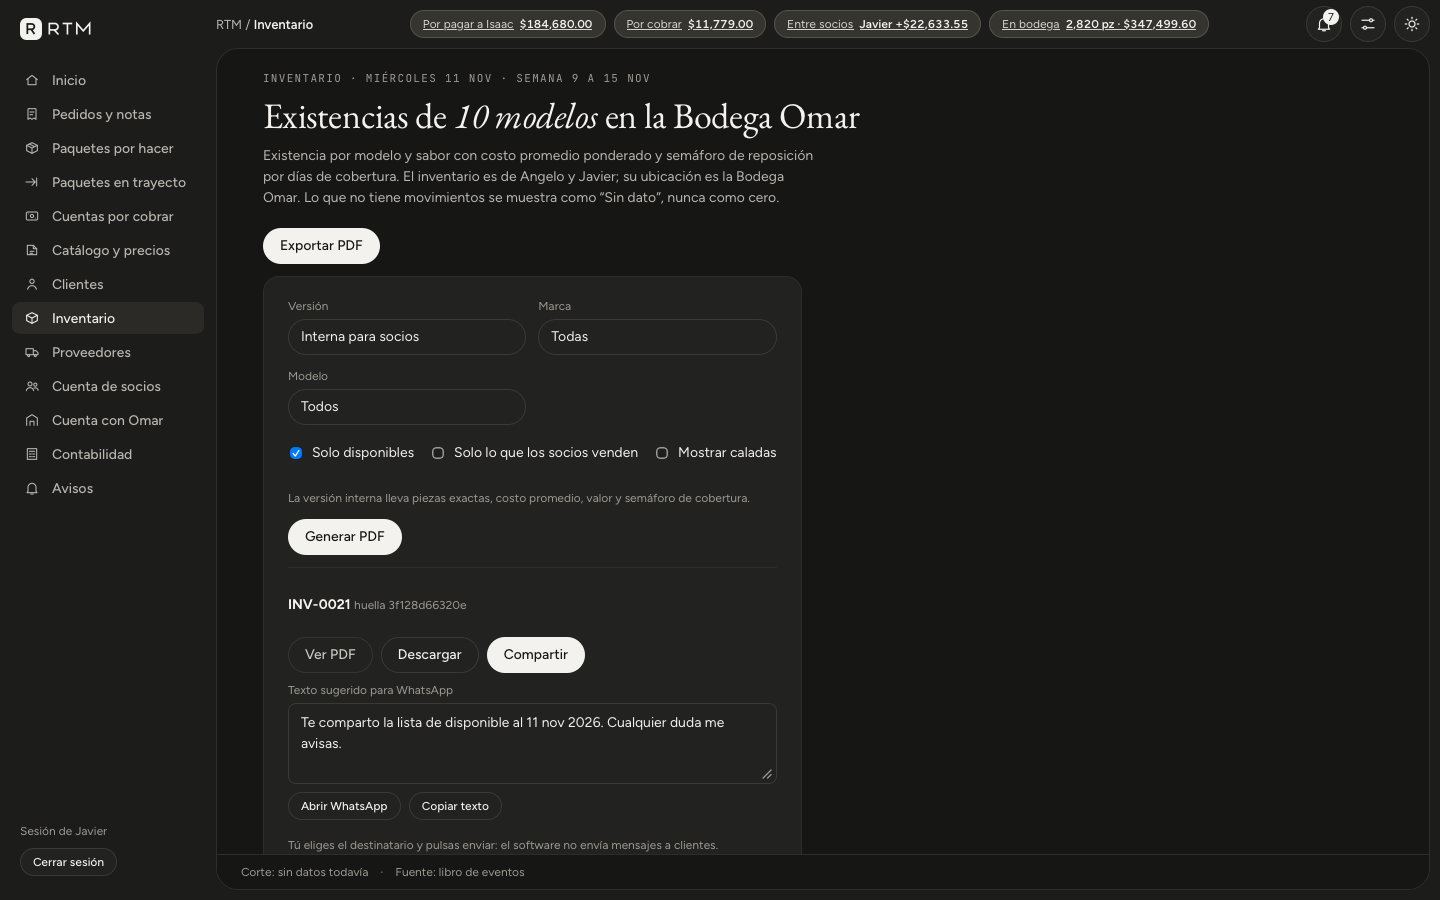 R RTM
RTM / Inventario
Por pagar a Isaac $184,680.00
Por cobrar $11,779.00
Entre socios Javier +$22,633.55
En bodega 2,820 pz · $347,499.60
7
Inicio
Pedidos y notas
Paquetes por hacer
Paquetes en trayecto
Cuentas por cobrar
Catálogo y precios
Clientes
Inventario
Proveedores
Cuenta de socios
Cuenta con Omar
Contabilidad
Avisos
Sesión de Javier
Cerrar sesión
INVENTARIO · MIÉRCOLES 11 NOV · SEMANA 9 A 15 NOV
Existencias de 10 modelos en la Bodega Omar
Existencia por modelo y sabor con costo promedio ponderado y semáforo de reposición
por días de cobertura. El inventario es de Angelo y Javier; su ubicación es la Bodega
Omar. Lo que no tiene movimientos se muestra como “Sin dato”, nunca como cero.
Exportar PDF
Versión
Interna para socios
Marca
Todas
Modelo
Todos
Solo disponibles
Solo lo que los socios venden
Mostrar caladas
La versión interna lleva piezas exactas, costo promedio, valor y semáforo de cobertura.
Generar PDF
INV-0021 huella 3f128d66320e
Ver PDF
Descargar
Compartir
Texto sugerido para WhatsApp
Te comparto la lista de disponible al 11 nov 2026. Cualquier duda me
avisas.
Abrir WhatsApp
Copiar texto
Tú eliges el destinatario y pulsas enviar: el software no envía mensajes a clientes.
Corte: sin datos todavía · Fuente: libro de eventos